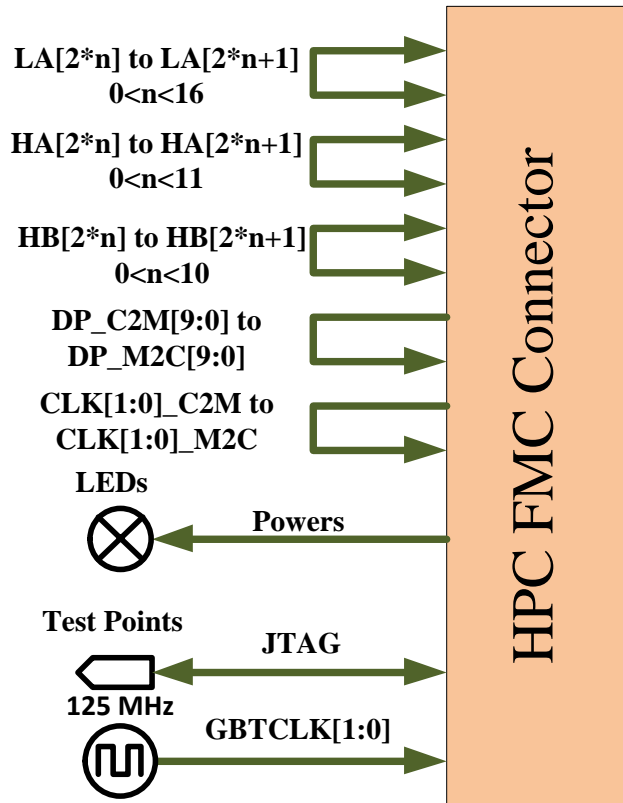 LA[2*n] to LA[2*n+1]
0<n<16
HA[2*n] to HA[2*n+1]
0<n<11
HB[2*n] to HB[2*n+1]
0<n<10
DP_C2M[9:0] to
DP_M2C[9:0]
CLK[1:0]_C2M to
CLK[1:0]_M2C
LEDs
Powers
Test Points
JTAG
125 MHz
GBTCLK[1:0]
HPC FMC Connector